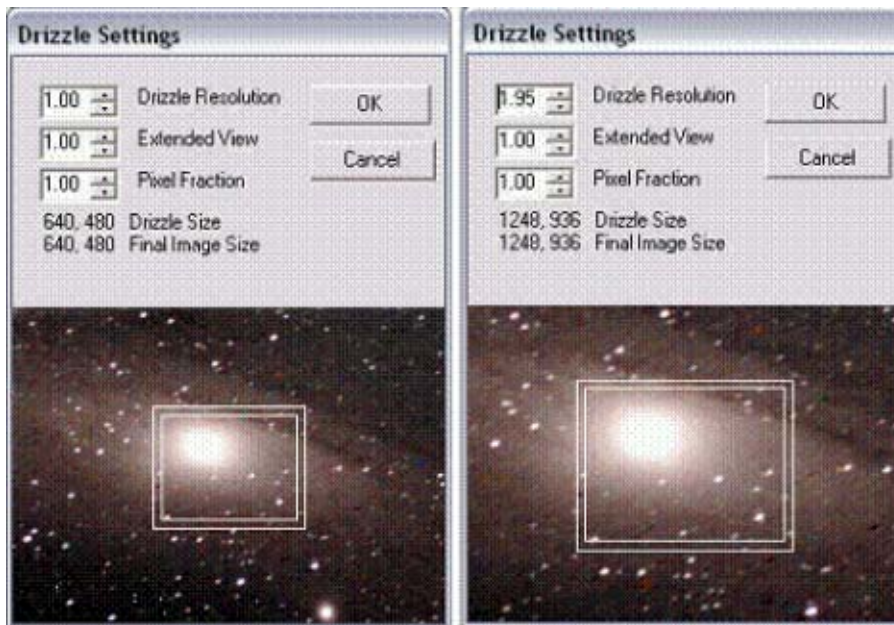 Drizzle Settings
1.00 Drizzle Resolution OK
1.00 Extended View
Cancel
1.00 Pixel Fraction
640, 480 Drizzle Size
640, 480 Final Image Size
Drizzle Settings
1.95 Drizzle Resolution OK
1.00 Extended View
Cancel
1.00 Pixel Fraction
1248, 936 Drizzle Size
1248, 936 Final Image Size